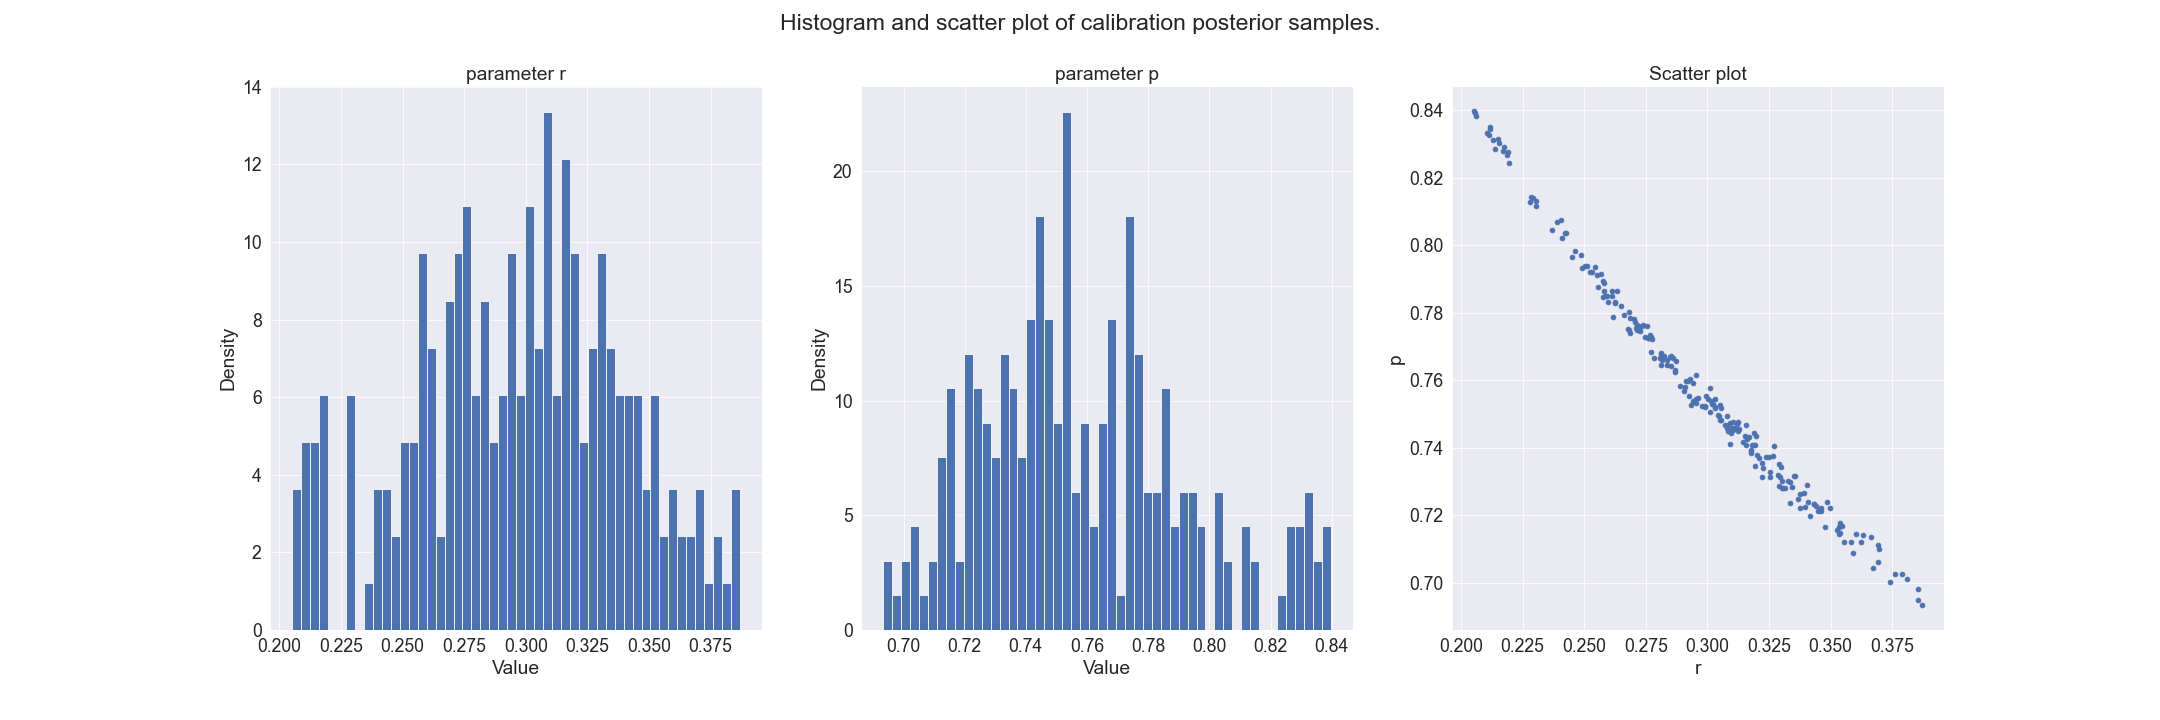 Histogram and scatter plot of calibration posterior samples.
parameter r
14
12
10
8
6
4
2
0
Density
0.200 0.225 0.250 0.275 0.300 0.325 0.350 0.375
Value
parameter p
20
15
10
5
0
Density
0.70 0.72 0.74 0.76 0.78 0.80 0.82 0.84
Value
Scatter plot
0.84
0.82
0.80
0.78
0.76
0.74
0.72
0.70
p
0.200 0.225 0.250 0.275 0.300 0.325 0.350 0.375
r